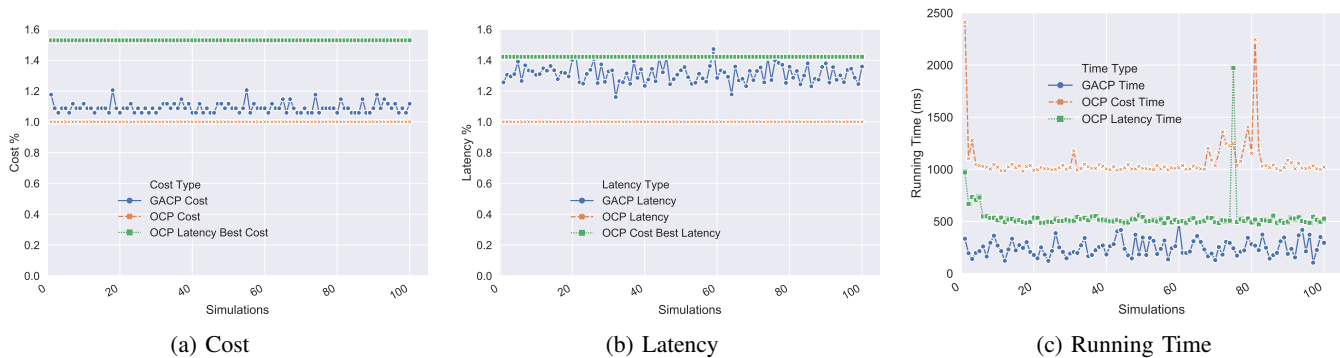 1.6
1.4
1.2
1.0
0.8
0.6
0.4
0.2
0.0
Cost %
Cost Type
GACP Cost
OCP Cost
OCP Latency Best Cost
0
20
40
60
80
100
Simulations
(a) Cost
1.6
1.4
1.2
1.0
0.8
0.6
0.4
0.2
0.0
Latency %
Latency Type
GACP Latency
OCP Latency
OCP Cost Best Latency
0
20
40
60
80
100
Simulations
(b) Latency
2500
2000
1500
1000
500
0
Running Time (ms)
Time Type
GACP Time
OCP Cost Time
OCP Latency Time
0
20
40
60
80
100
Simulations
(c) Running Time